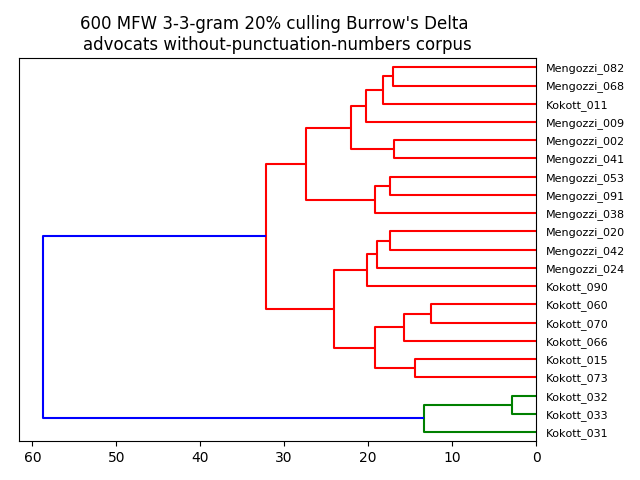 600 MFW 3-3-gram 20% culling Burrow's Delta
advocats without-punctuation-numbers corpus
Mengozzi_082
Mengozzi_068
Kokott_011
Mengozzi_009
Mengozzi_002
Mengozzi_041
Mengozzi_053
Mengozzi_091
Mengozzi_038
Mengozzi_020
Mengozzi_042
Mengozzi_024
Kokott_090
Kokott_060
Kokott_070
Kokott_066
Kokott_015
Kokott_073
Kokott_032
Kokott_033
Kokott_031
60 50 40 30 20 10 0